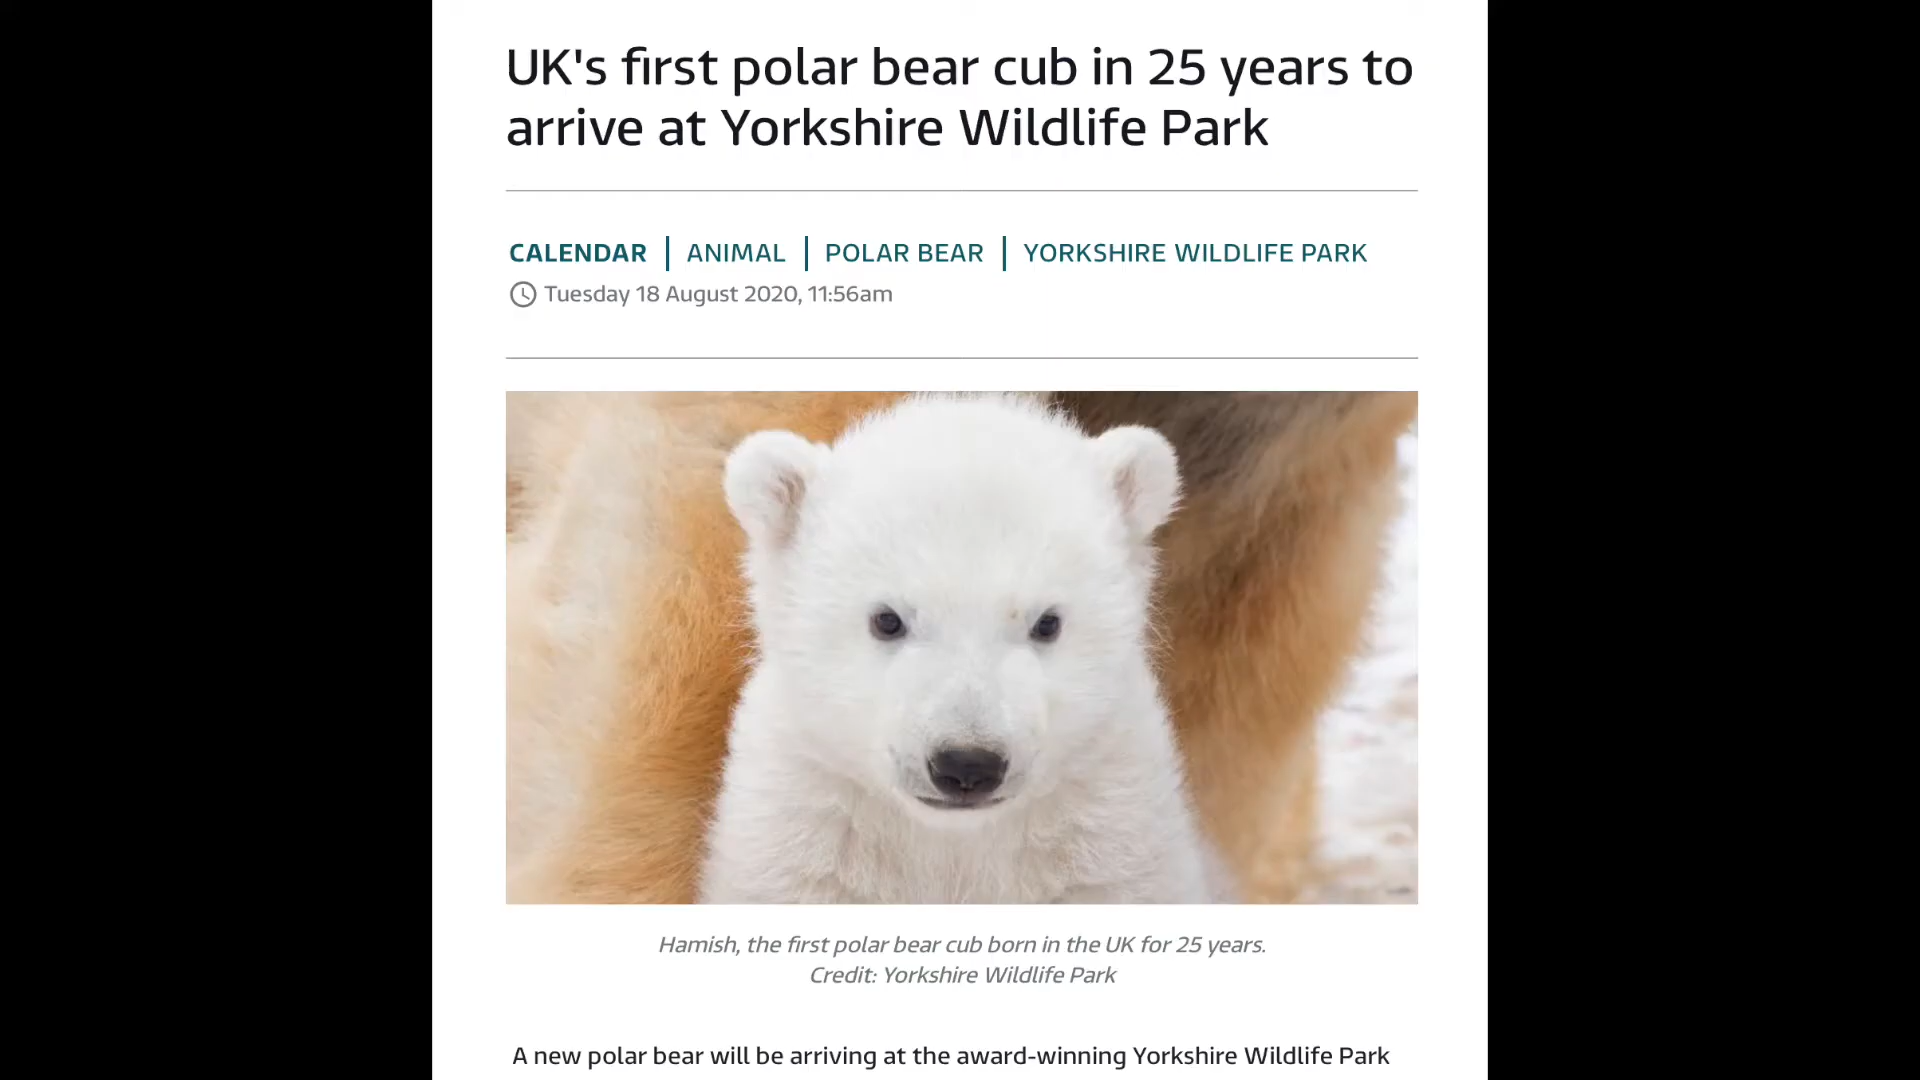 UK's first polar bear cub in 25 years to
arrive at Yorkshire Wildlife Park
CALENDAR | ANIMAL | POLAR BEAR | YORKSHIRE WILDLIFE PARK
Tuesday 18 August 2020, 11:56am
Hamish, the first polar bear cub born in the UK for 25 years.
Credit: Yorkshire Wildlife Park
A new polar bear will be arriving at the award-winning Yorkshire Wildlife Park